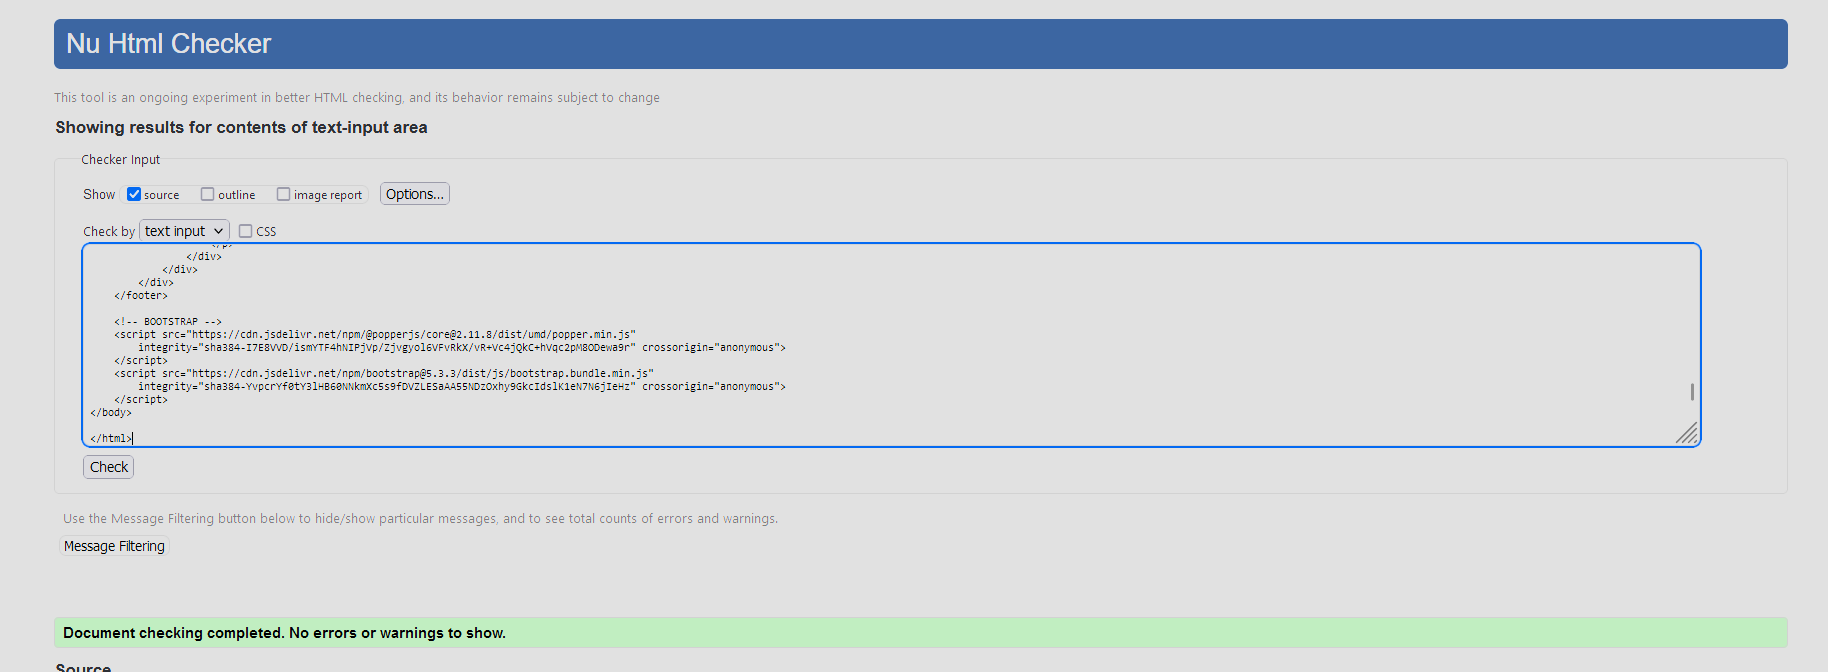 Nu Html Checker
This tool is an ongoing experiment in better HTML checking, and its behavior remains subject to change
Showing results for contents of text-input area
Checker Input
Show source outline image report Options...
Check by text input CSS
</p>
</div>
</div>
</div>
</footer>
<!-- BOOTSTRAP -->
<script src="https://cdn.jsdelivr.net/npm/@popperjs/core@2.11.8/dist/umd/popper.min.js"
integrity="sha384-I7E8VVD/ismYTF4hNIPjVp/Zjvgyol6VFvRkX/vR+Vc4jQkC+hVqc2pM8ODewa9r" crossorigin="anonymous">
</script>
<script src="https://cdn.jsdelivr.net/npm/bootstrap@5.3.3/dist/js/bootstrap.bundle.min.js"
integrity="sha384-YvpcrYf0tY3lHB60NNkmXc5s9fDVZLESaAA55NDzOxhy9GkcIdslK1eN7N6jIeHz" crossorigin="anonymous">
</script>
</body>
</html>
Check
Use the Message Filtering button below to hide/show particular messages, and to see total counts of errors and warnings.
Message Filtering
Document checking completed. No errors or warnings to show.
Source